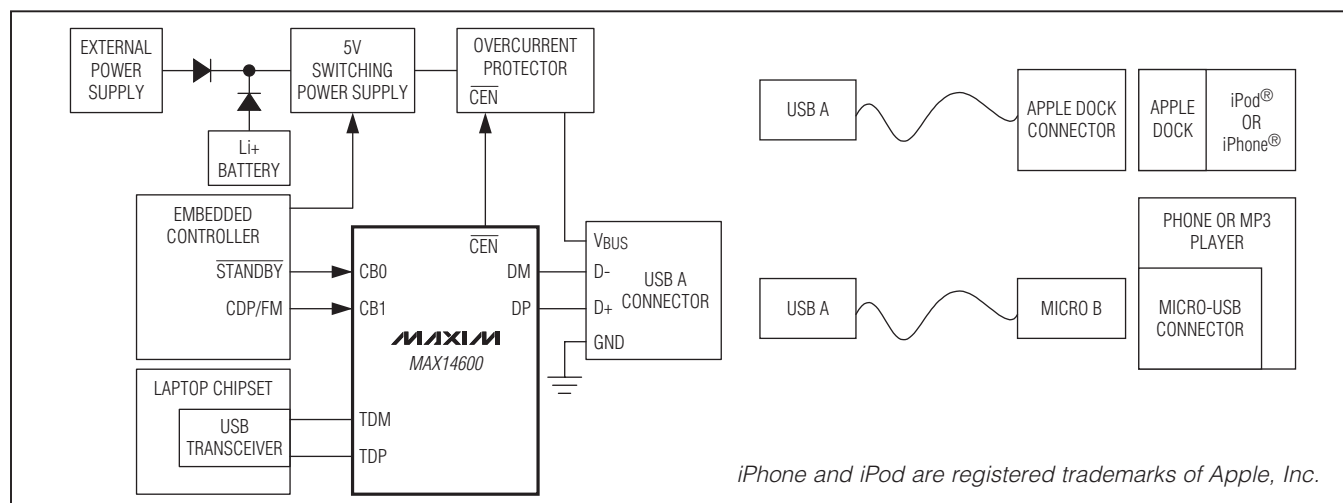 EXTERNAL
POWER
SUPPLY
5V
SWITCHING
POWER SUPPLY
OVERCURRENT
PROTECTOR
CEN
Li+
BATTERY
EMBEDDED
CONTROLLER
STANDBY
CDP/FM
CEN
CB0
CB1
DM
DP
MAXIM
MAX14600
TDM
TDP
LAPTOP CHIPSET
USB
TRANSCEIVER
VBUS
D-
D+
GND
USB A
CONNECTOR
USB A
APPLE DOCK
CONNECTOR
APPLE
DOCK
iPod®
OR
iPhone®
USB A
MICRO B
PHONE OR MP3
PLAYER
MICRO-USB
CONNECTOR
iPhone and iPod are registered trademarks of Apple, Inc.